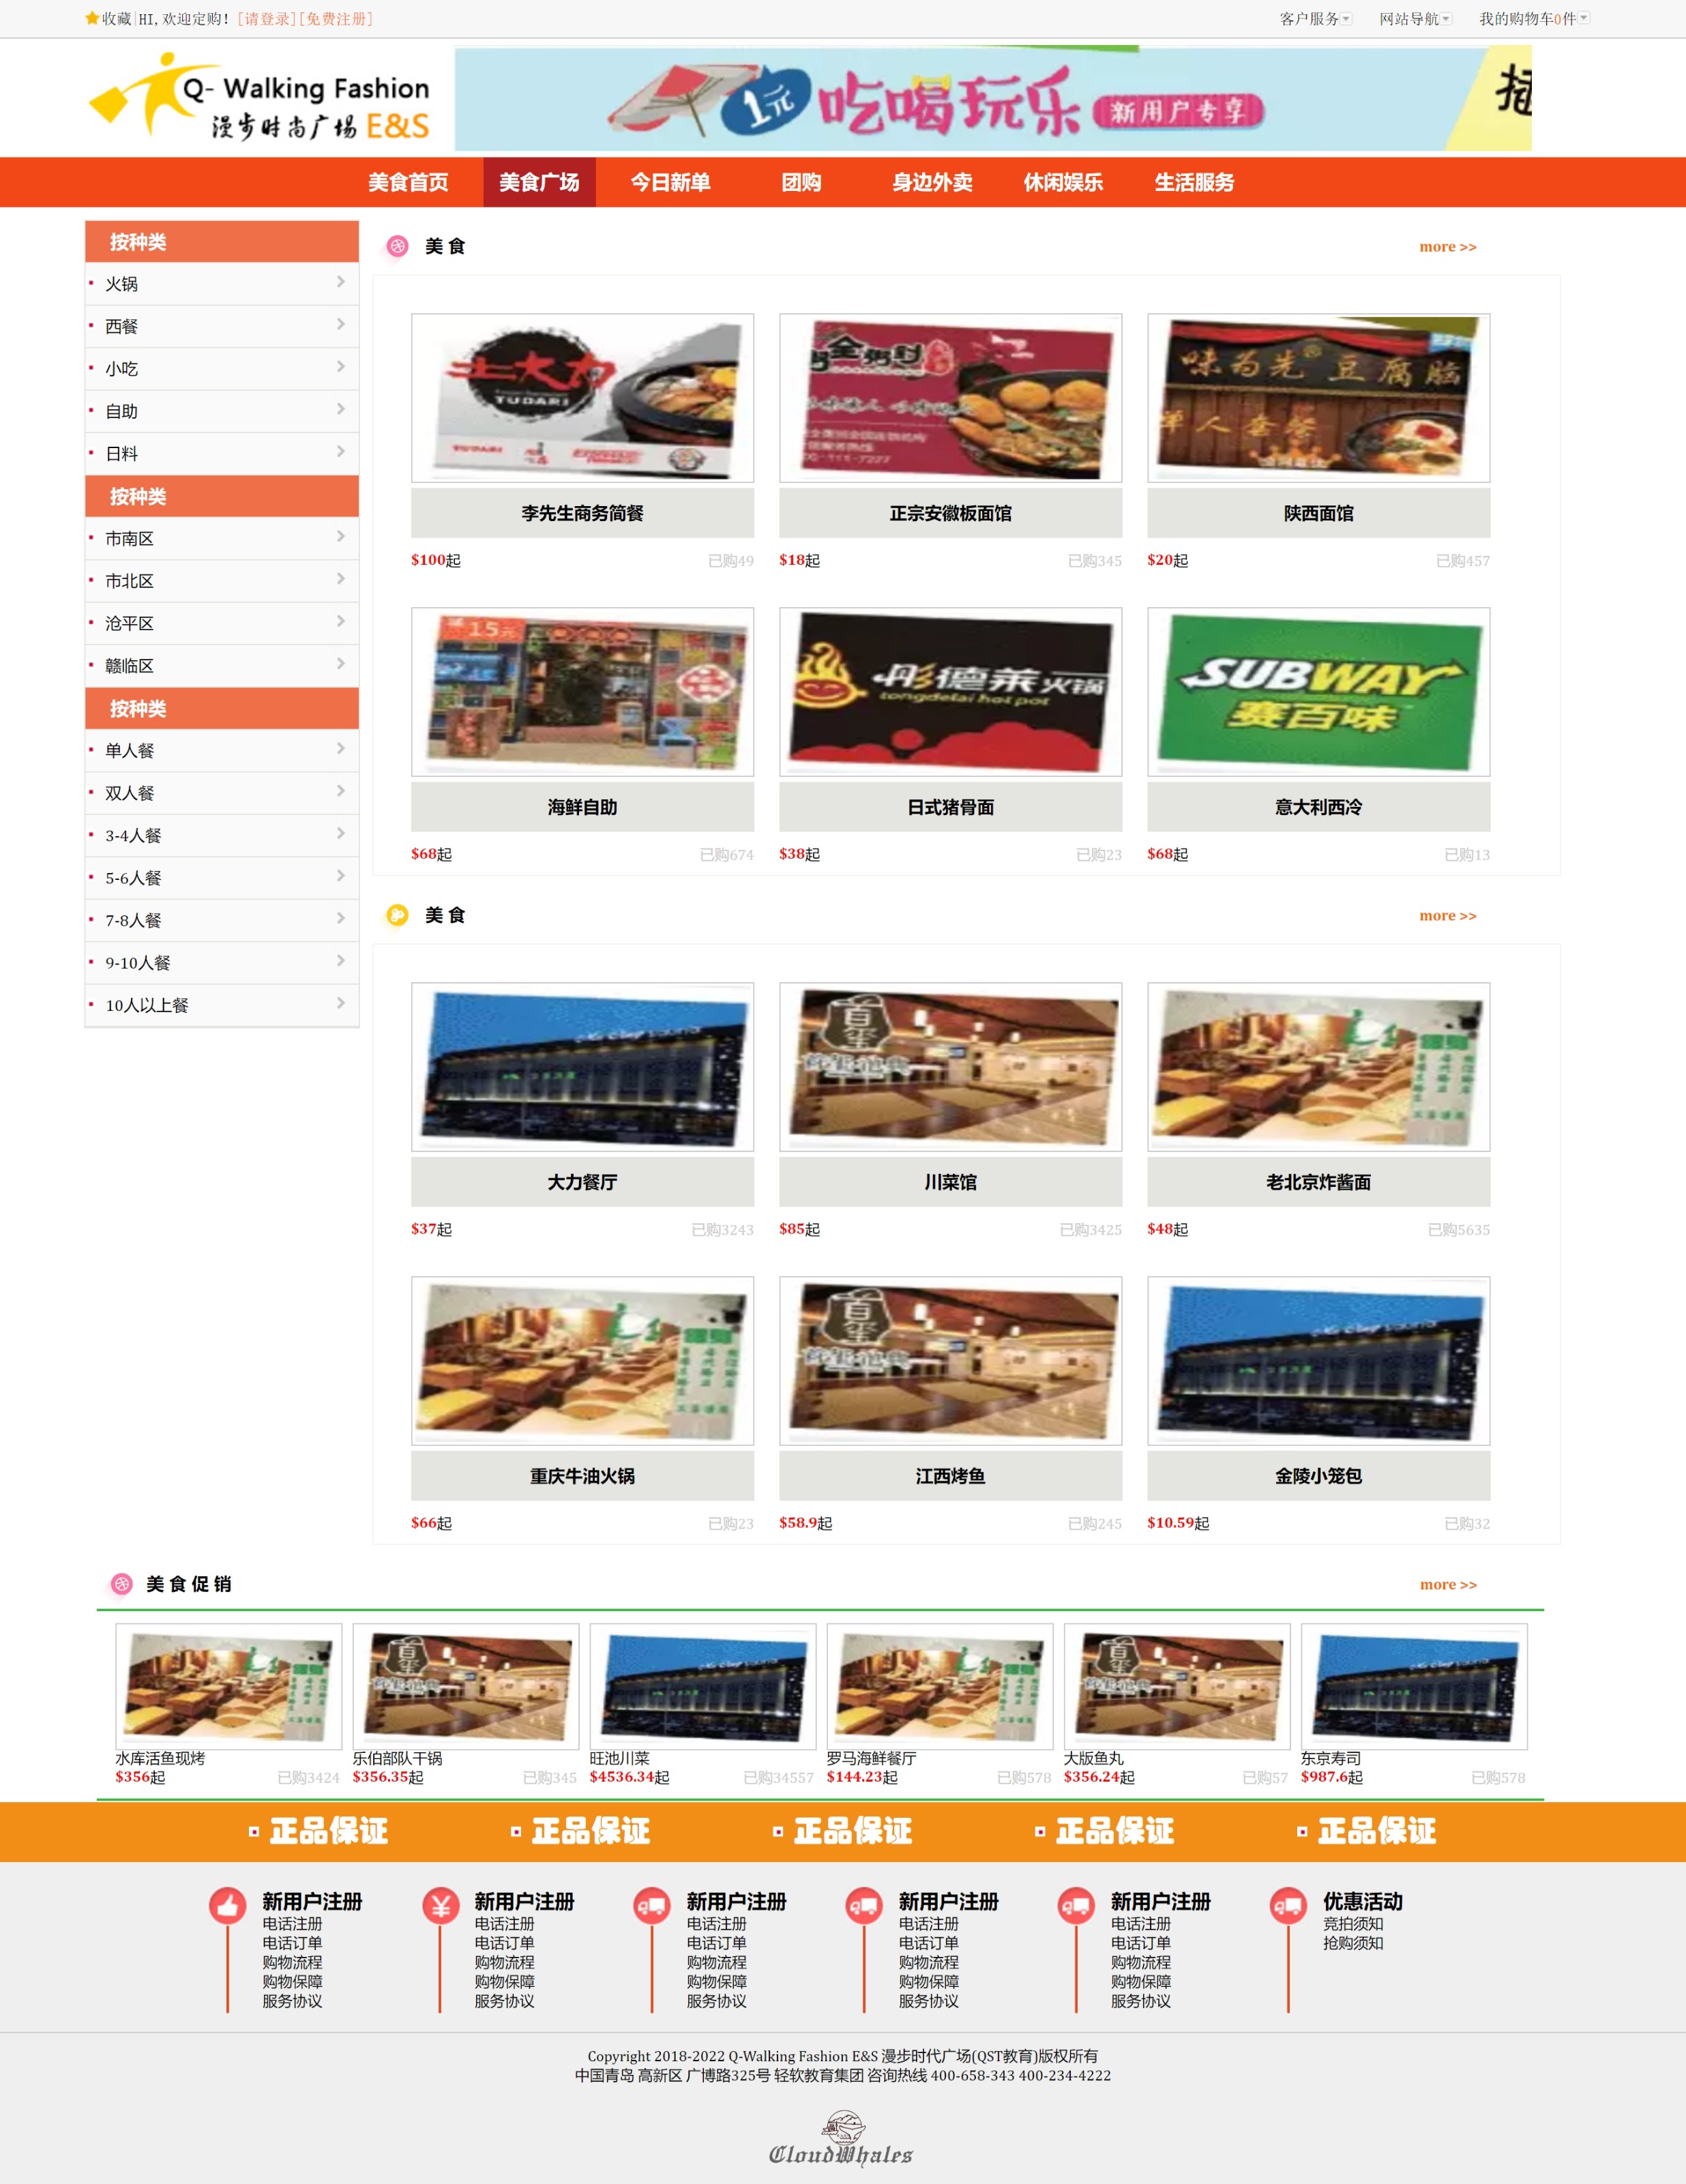 收藏|HI,欢迎定购! [请登录][免费注册]
客户服务 网站导航 我的购物车0件
Q- Walking Fashion
漫步时尚广场 E&S
1元 吃喝玩乐 新用户专享
美食首页 美食广场 今日新单 团购 身边外卖 休闲娱乐 生活服务
按种类
火锅
西餐
小吃
自助
日料
按种类
市南区
市北区
沧平区
赣临区
按种类
单人餐
双人餐
3-4人餐
5-6人餐
7-8人餐
9-10人餐
10人以上餐
美 食 more >>
土大力
TUDARI
TUDARI
味为先 豆腐脑
单人套餐
李先生商务简餐 正宗安徽板面馆 陕西面馆
$100起 已购49 $18起 已购345 $20起 已购457
15元
彤德莱火锅
tongdelai hot pot
SUBWAY
赛百味
海鲜自助 日式猪骨面 意大利西冷
$68起 已购674 $38起 已购23 $68起 已购13
美 食 more >>
大力餐厅 川菜馆 老北京炸酱面
$37起 已购3243 $85起 已购3425 $48起 已购5635
重庆牛油火锅 江西烤鱼 金陵小笼包
$66起 已购23 $58.9起 已购245 $10.59起 已购32
美 食 促 销 more >>
水库活鱼现烤 乐伯部队干锅 旺池川菜 罗马海鲜餐厅 大版鱼丸 东京寿司
$356起 已购3424 $356.35起 已购345 $4536.34起 已购34557 $144.23起 已购578 $356.24起 已购57 $987.6起 已购578
正品保证 正品保证 正品保证 正品保证 正品保证
新用户注册 新用户注册 新用户注册 新用户注册 新用户注册 优惠活动
电话注册 电话注册 电话注册 电话注册 电话注册 竞拍须知
电话订单 电话订单 电话订单 电话订单 电话订单 抢购须知
购物流程 购物流程 购物流程 购物流程 购物流程
购物保障 购物保障 购物保障 购物保障 购物保障
服务协议 服务协议 服务协议 服务协议 服务协议
Copyright 2018-2022 Q-Walking Fashion E&S 漫步时代广场(QST教育)版权所有
中国青岛 高新区 广博路325号 轻软教育集团 咨询热线 400-658-343 400-234-4222
CloudWhales